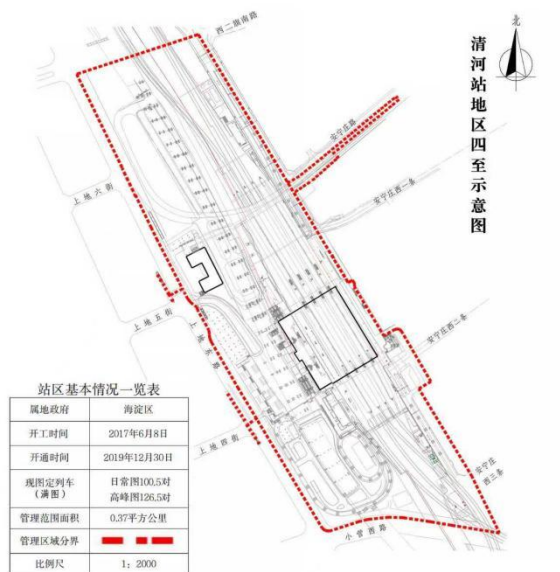 北
清河站地区四至示意图
西二旗南路
安宁庄路
安宁庄西一条
上地六街
上地五街
上地东路
安宁庄西二条
上地四街
安宁庄
西三条
小营西路
站区基本情况一览表
属地政府 海淀区
开工时间 2017年6月8日
开通时间 2019年12月30日
现图定列车 日常图100.5对
(满图) 高峰图126.5对
管理范围面积 0.37平方公里
管理区域分界
比例尺 1: 2000